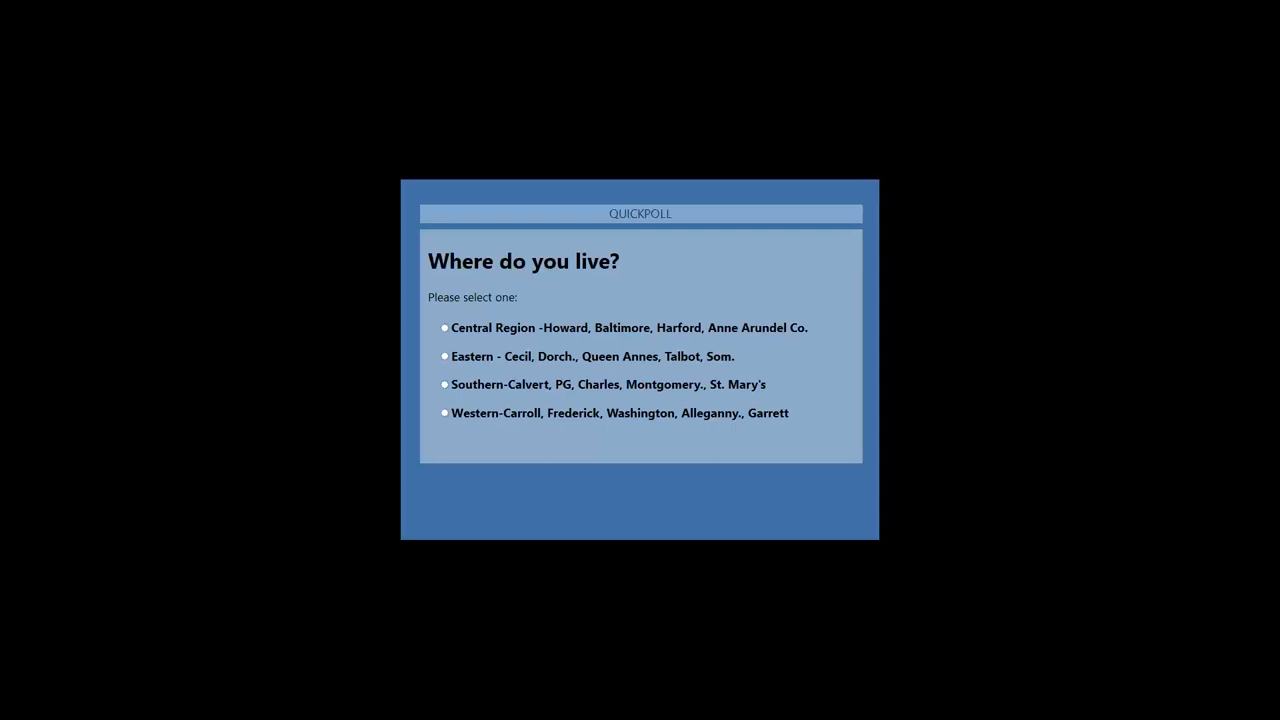 QUICKPOLL
Where do you live?
Please select one:
Central Region -Howard, Baltimore, Harford, Anne Arundel Co.
Eastern - Cecil, Dorch., Queen Annes, Talbot, Som.
Southern-Calvert, PG, Charles, Montgomery., St. Mary's
Western-Carroll, Frederick, Washington, Alleganny., Garrett